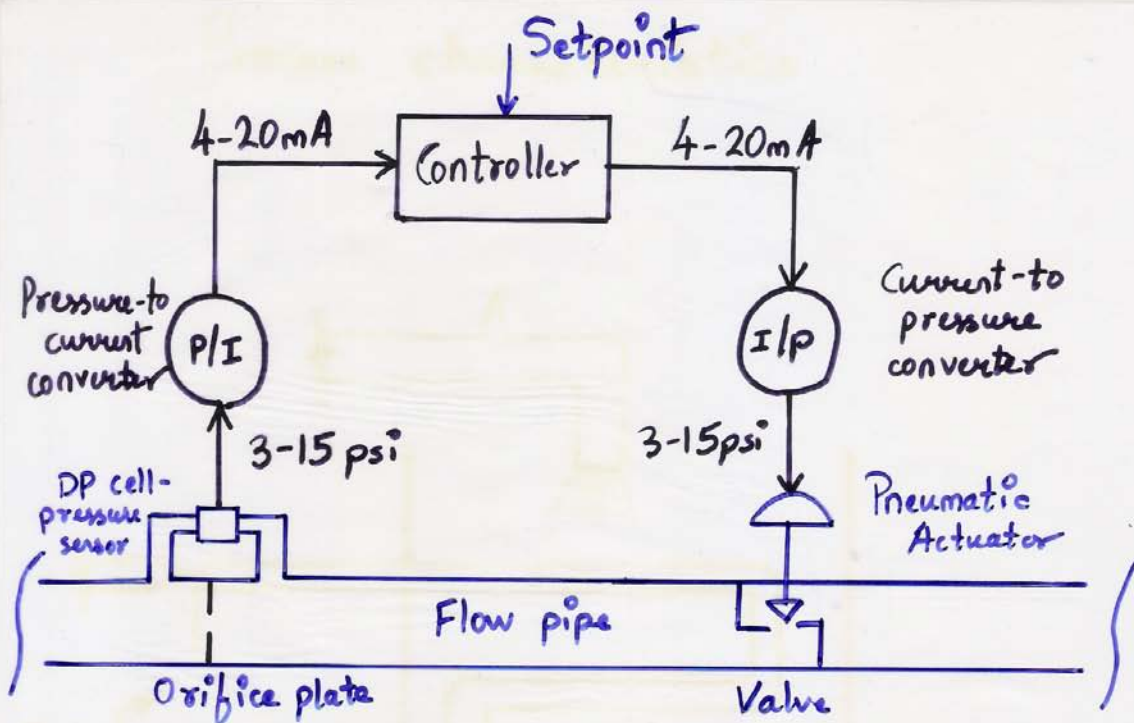 Setpoint
4-20mA
Controller
4-20mA
Pressure-to
current
converter
P/I
I/P
Current-to
pressure
converter
3-15 psi
3-15psi
DP cell-
pressure
sensor
Pneumatic
Actuator
Flow pipe
Orifice plate
Valve